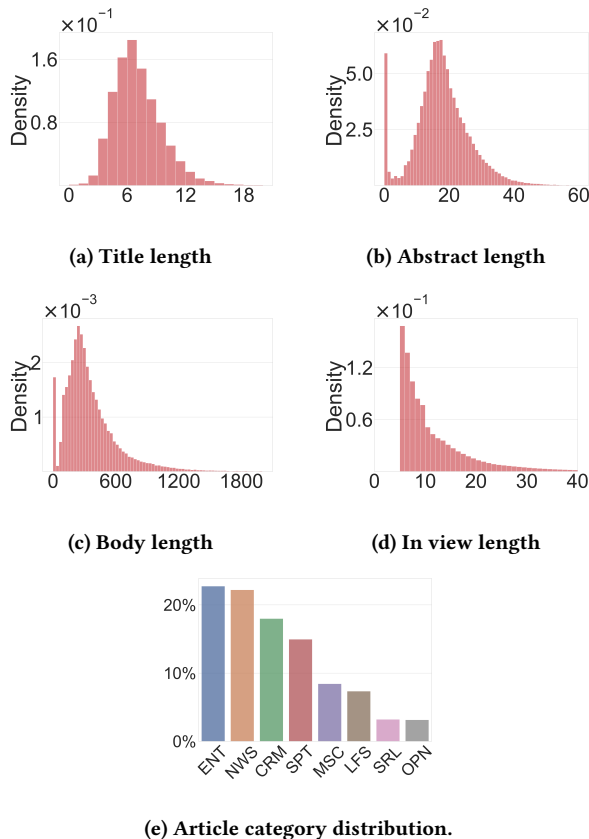 ×10⁻¹
Density
1.6
0.8
0 6 12 18
(a) Title length
×10⁻²
Density
5.0
2.5
0 20 40 60
(b) Abstract length
×10⁻³
Density
2
1
0 600 1200 1800
(c) Body length
×10⁻¹
Density
1.2
0.6
0 10 20 30 40
(d) In view length
20%
10%
0%
ENT NWS CRM SPT MSC LFS SRL OPN
(e) Article category distribution.